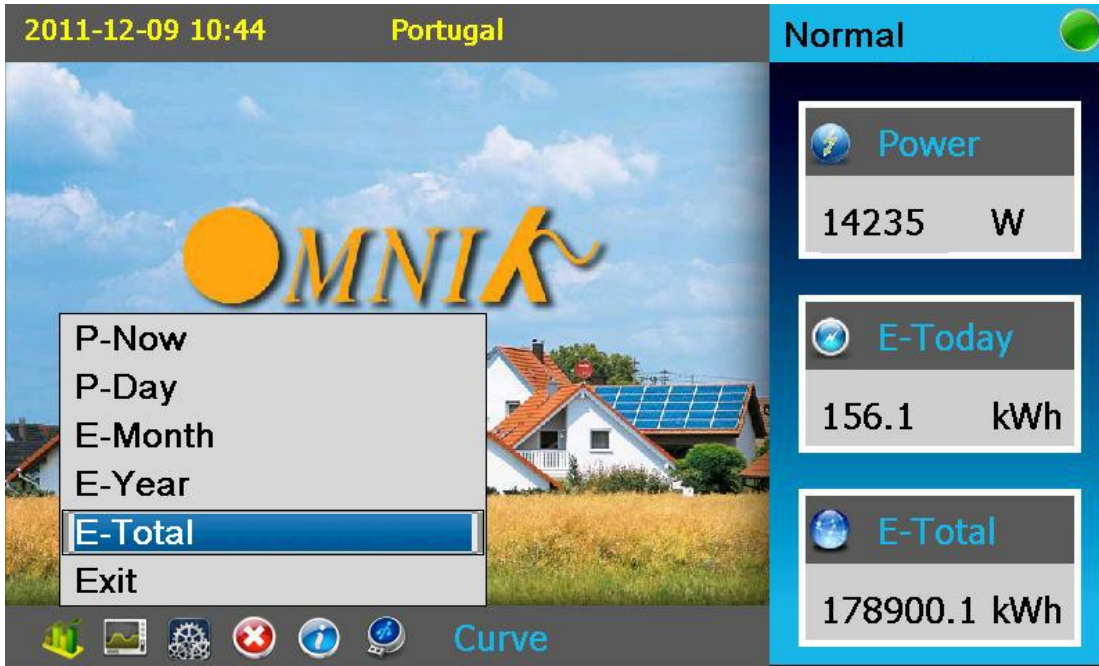 2011-12-09 10:44 Portugal
Normal
OMNIK
P-Now
P-Day
E-Month
E-Year
E-Total
Exit
Curve
Power
14235 W
E-Today
156.1 kWh
E-Total
178900.1 kWh